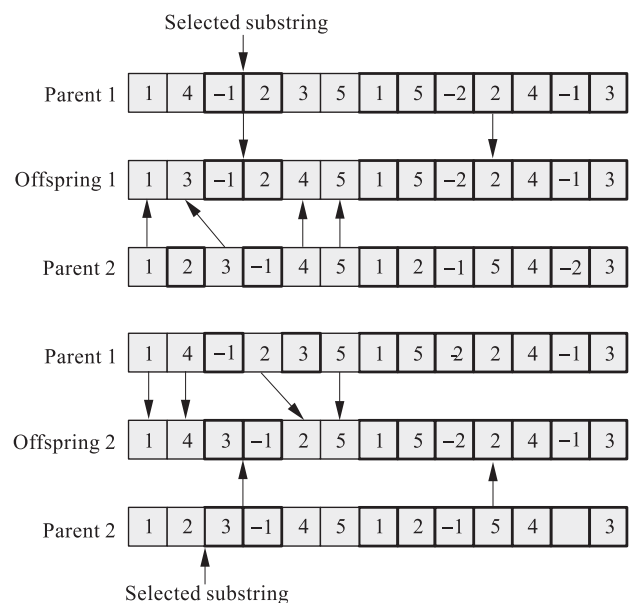 Selected substring
Parent 1 1 4 −1 2 3 5 1 5 −2 2 4 −1 3
Offspring 1 1 3 −1 2 4 5 1 5 −2 2 4 −1 3
Parent 2 1 2 3 −1 4 5 1 2 −1 5 4 −2 3
Parent 1 1 4 −1 2 3 5 1 5 -2 2 4 −1 3
Offspring 2 1 4 3 −1 2 5 1 5 −2 2 4 −1 3
Parent 2 1 2 3 −1 4 5 1 2 −1 5 4 3
Selected substring